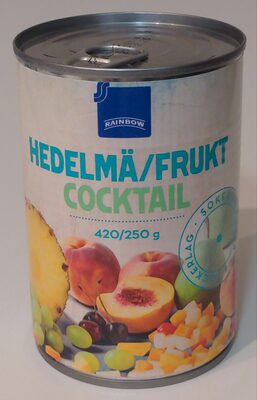 RAINBOW
HEDELMÄ/FRUKT
COCKTAIL
420/250 g